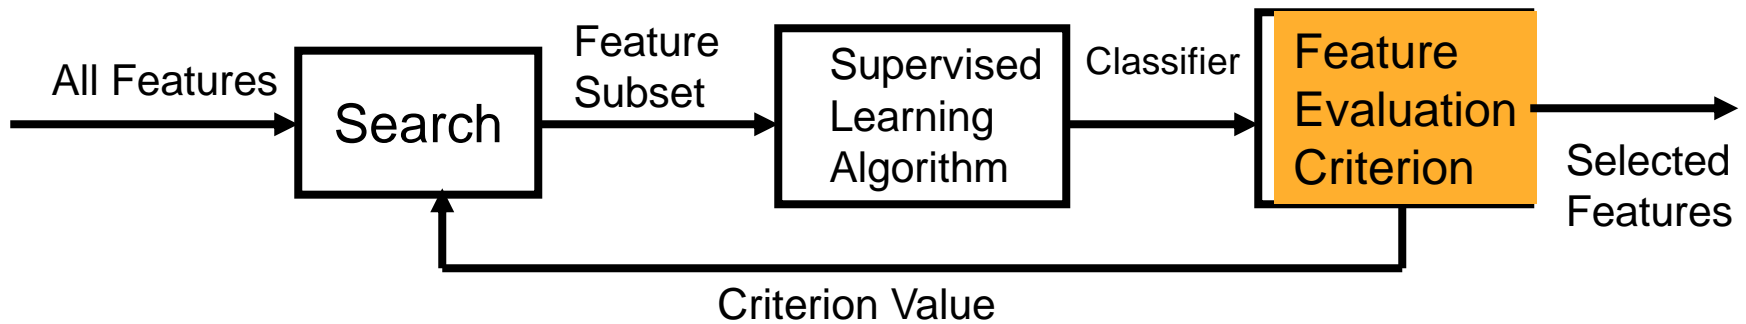 All Features
Search
Feature
Subset
Supervised
Learning
Algorithm
Classifier
Feature
Evaluation
Criterion
Selected
Features
Criterion Value